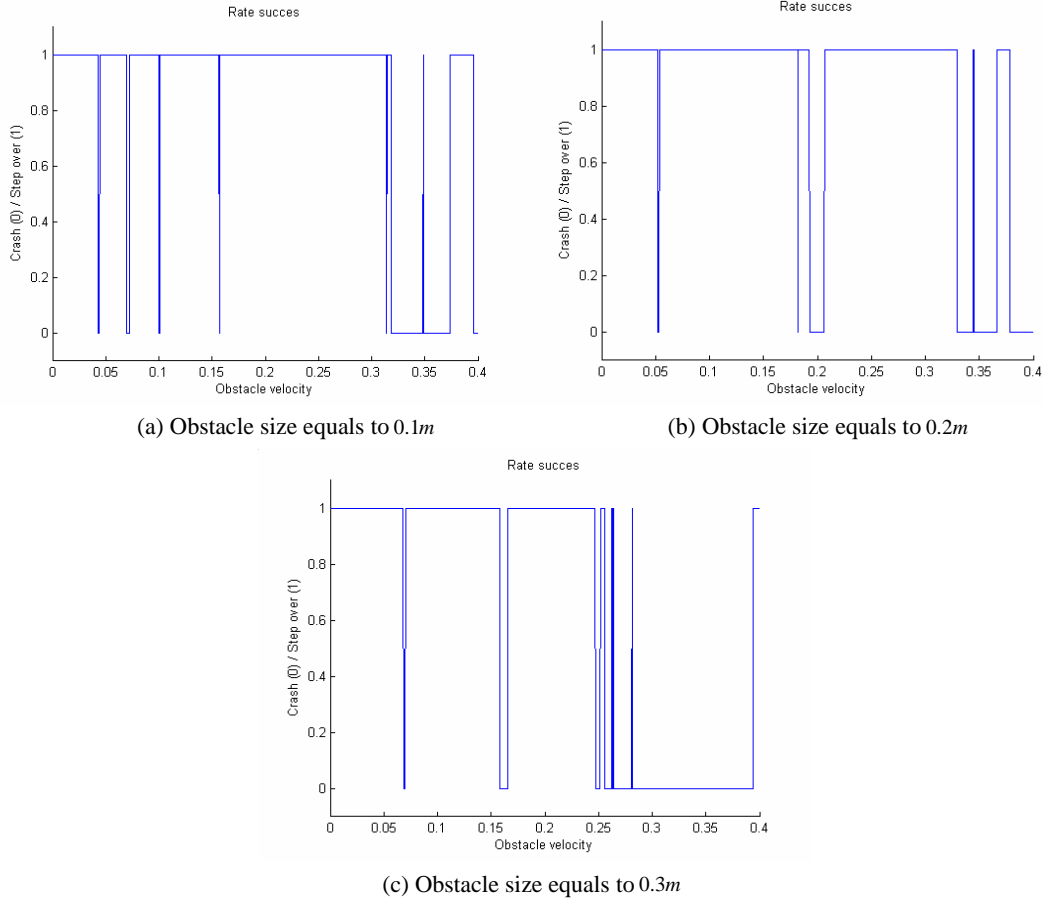 Rate succes
1
0.8
0.6
0.4
0.2
0
Crash (0) / Step over (1)
0 0.05 0.1 0.15 0.2 0.25 0.3 0.35 0.4
Obstacle velocity
(a) Obstacle size equals to 0.1m
Rate succes
1
0.8
0.6
0.4
0.2
0
Crash (0) / Step over (1)
0 0.05 0.1 0.15 0.2 0.25 0.3 0.35 0.4
Obstacle velocity
(b) Obstacle size equals to 0.2m
Rate succes
1
0.8
0.6
0.4
0.2
0
Crash (0) / Step over (1)
0 0.05 0.1 0.15 0.2 0.25 0.3 0.35 0.4
Obstacle velocity
(c) Obstacle size equals to 0.3m